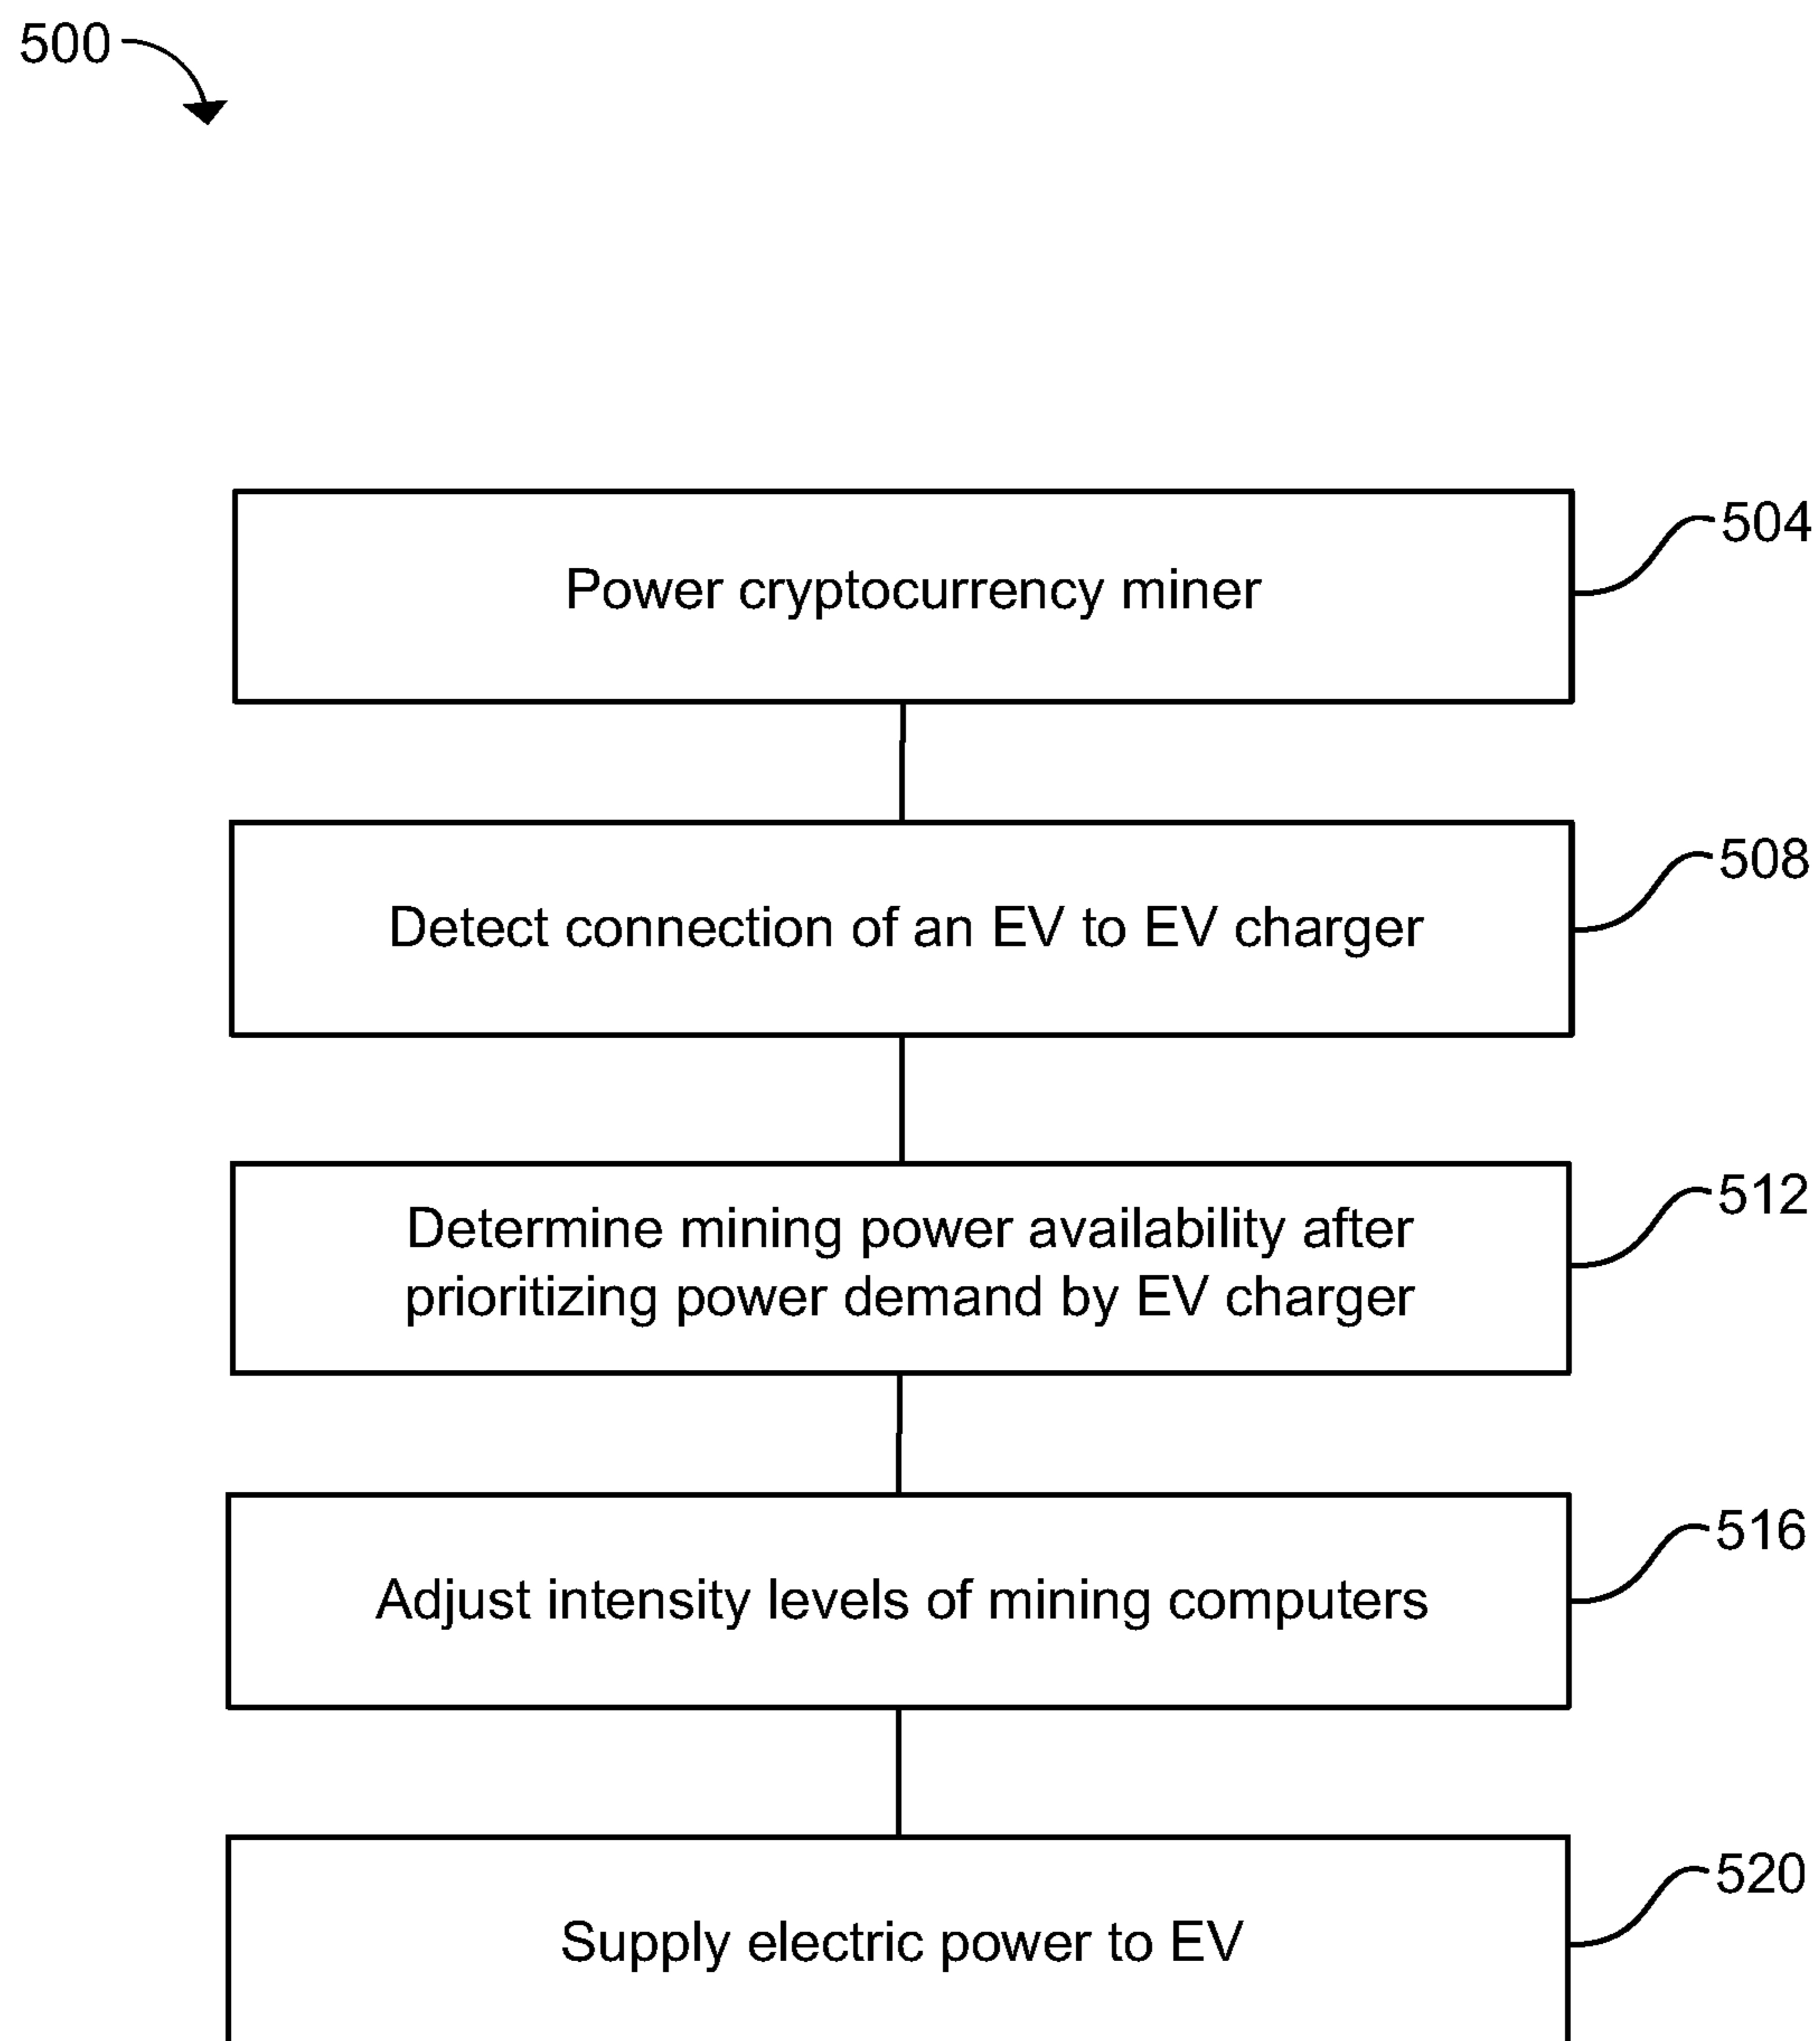 500
504
Power cryptocurrency miner
508
Detect connection of an EV to EV charger
512
Determine mining power availability after
prioritizing power demand by EV charger
516
Adjust intensity levels of mining computers
520
Supply electric power to EV